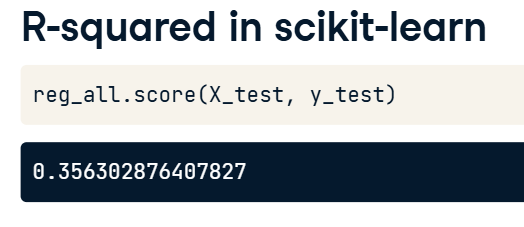 R-squared in scikit-learn
reg_all.score(X_test, y_test)
0.356302876407827